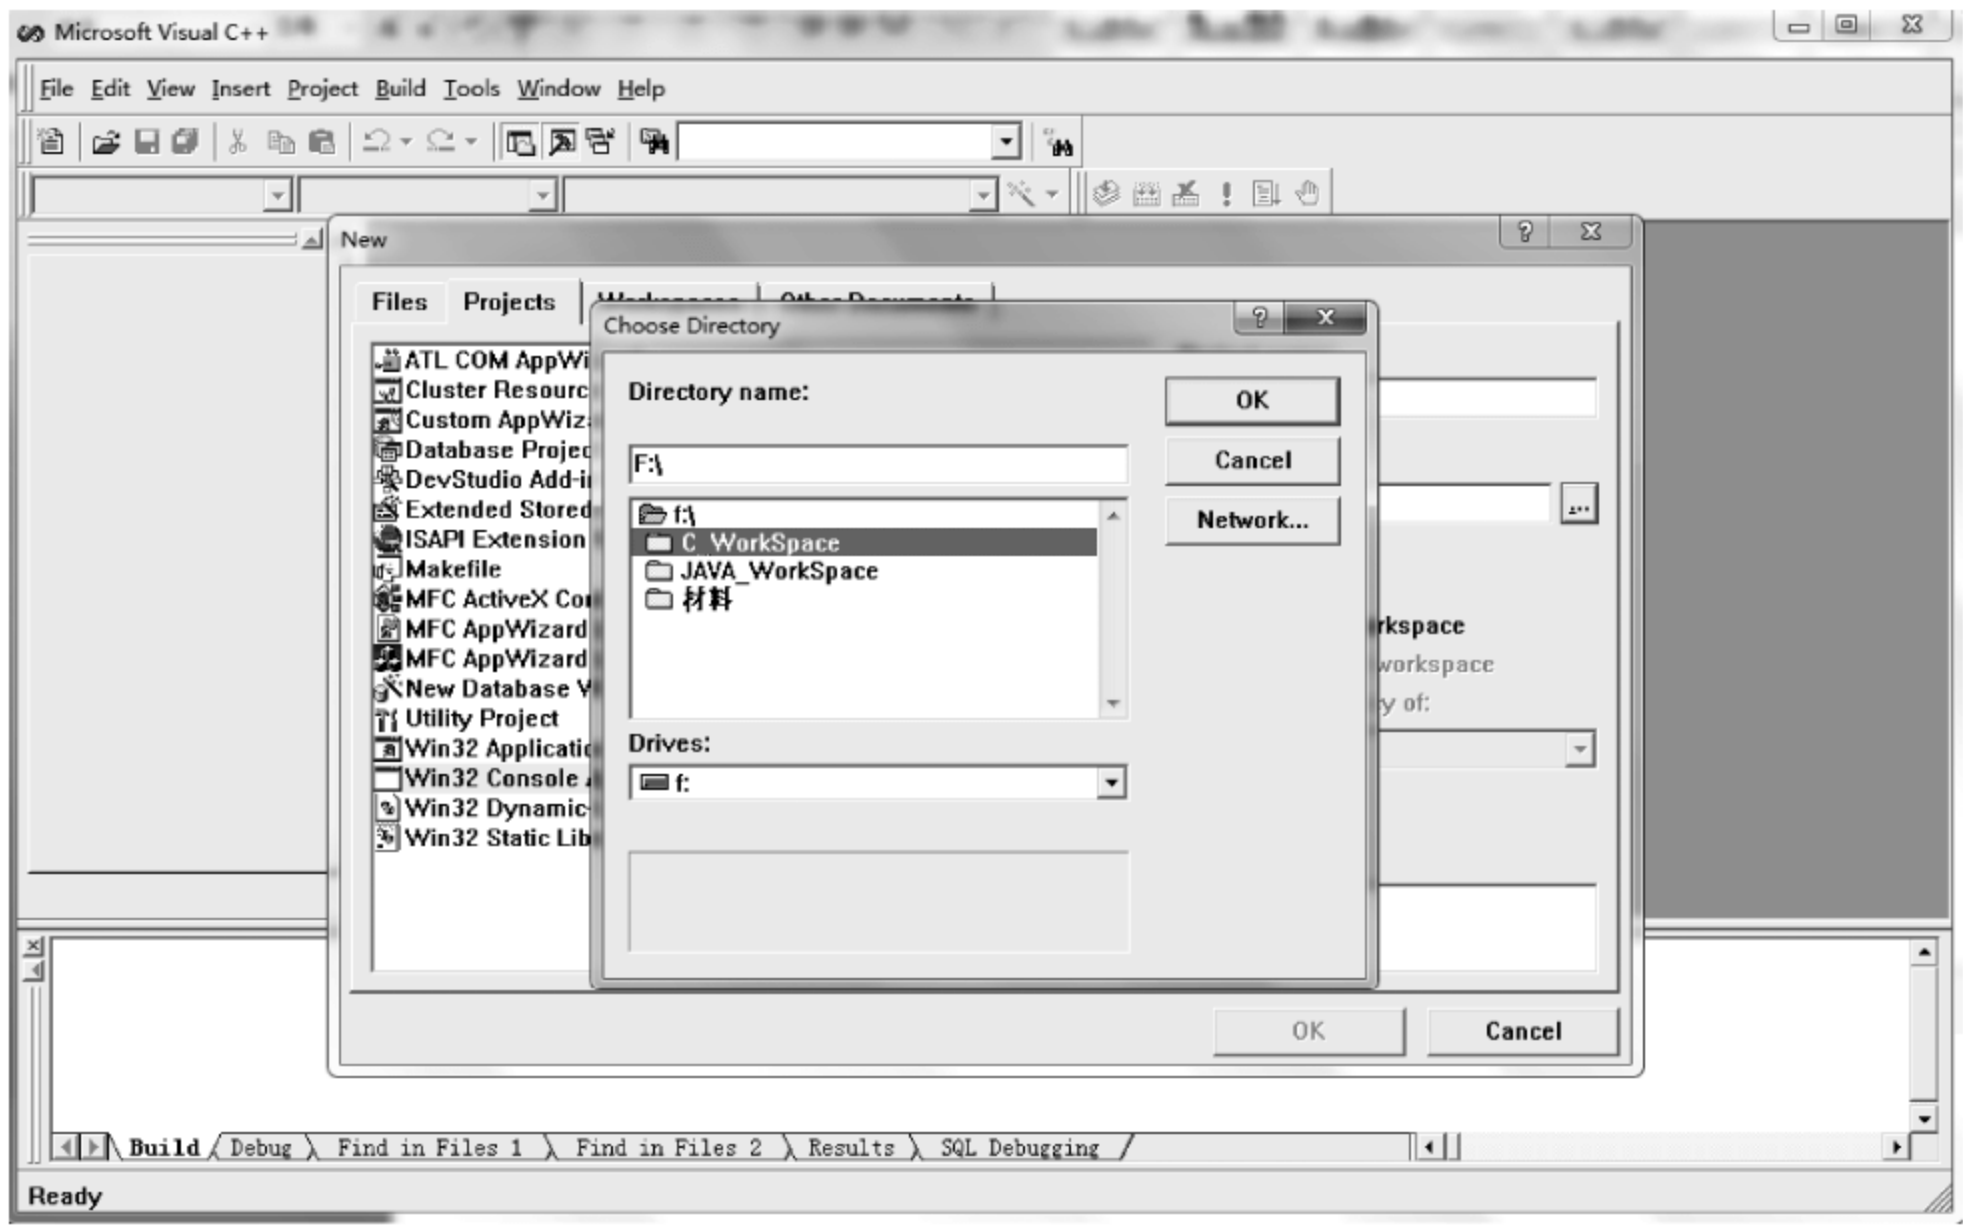 Microsoft Visual C++
File Edit View Insert Project Build Tools Window Help
New
Files Projects Workspaces Other Documents
ATL COM AppWi
Cluster Resourc
Custom AppWiz
Database Projec
DevStudio Add-i
Extended Stored
ISAPI Extension
Makefile
MFC ActiveX Co
MFC AppWizard
MFC AppWizard
New Database W
Utility Project
Win32 Applicatio
Win32 Console A
Win32 Dynamic-
Win32 Static Lib
Choose Directory
Directory name:
F:\
f:\
C_WorkSpace
JAVA_WorkSpace
材料
Drives:
f:
OK
Cancel
Network...
...
rkspace
workspace
y of:
OK Cancel
Build Debug Find in Files 1 Find in Files 2 Results SQL Debugging
Ready